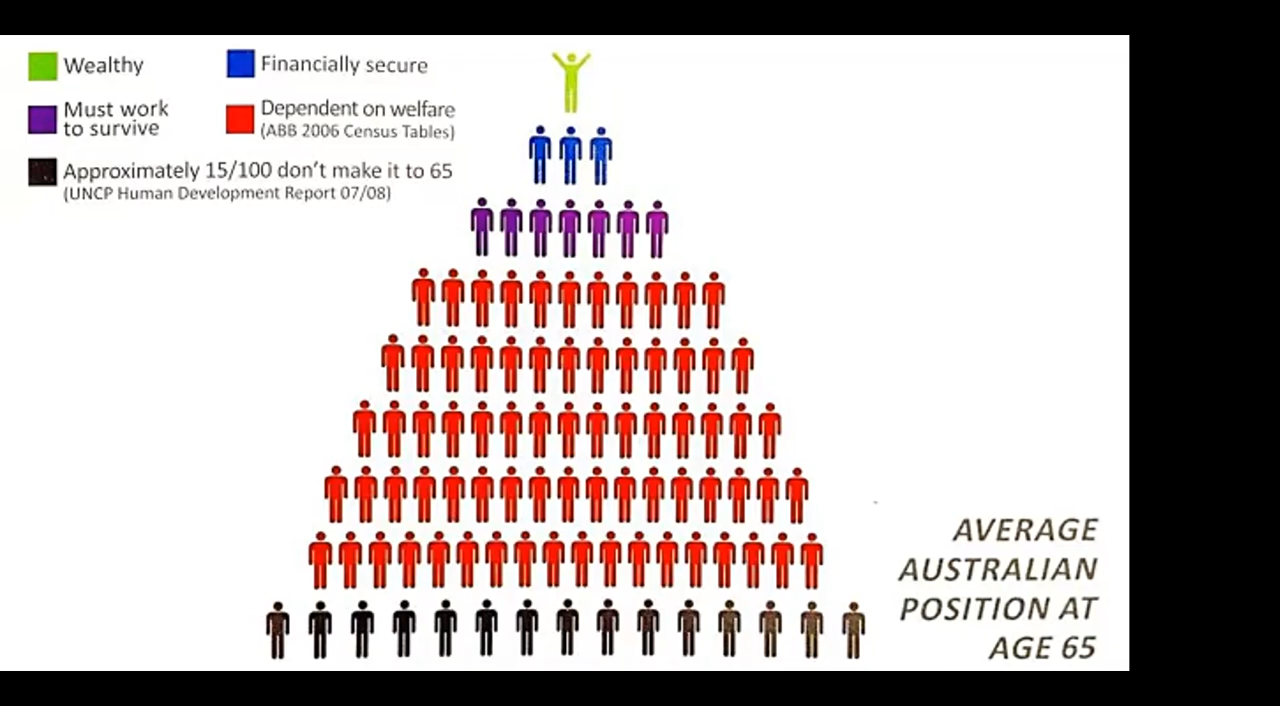 Wealthy
Financially secure
Must work
to survive
Dependent on welfare
(ABB 2006 Census Tables)
Approximately 15/100 don't make it to 65
(UNCP Human Development Report 07/08)
AVERAGE
AUSTRALIAN
POSITION AT
AGE 65